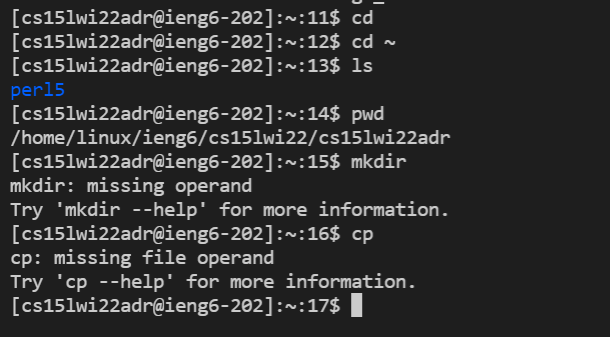 [cs15lwi22adr@ieng6-202]:~:11$ cd
[cs15lwi22adr@ieng6-202]:~:12$ cd ~
[cs15lwi22adr@ieng6-202]:~:13$ ls
perl5
[cs15lwi22adr@ieng6-202]:~:14$ pwd
/home/linux/ieng6/cs15lwi22/cs15lwi22adr
[cs15lwi22adr@ieng6-202]:~:15$ mkdir
mkdir: missing operand
Try 'mkdir --help' for more information.
[cs15lwi22adr@ieng6-202]:~:16$ cp
cp: missing file operand
Try 'cp --help' for more information.
[cs15lwi22adr@ieng6-202]:~:17$